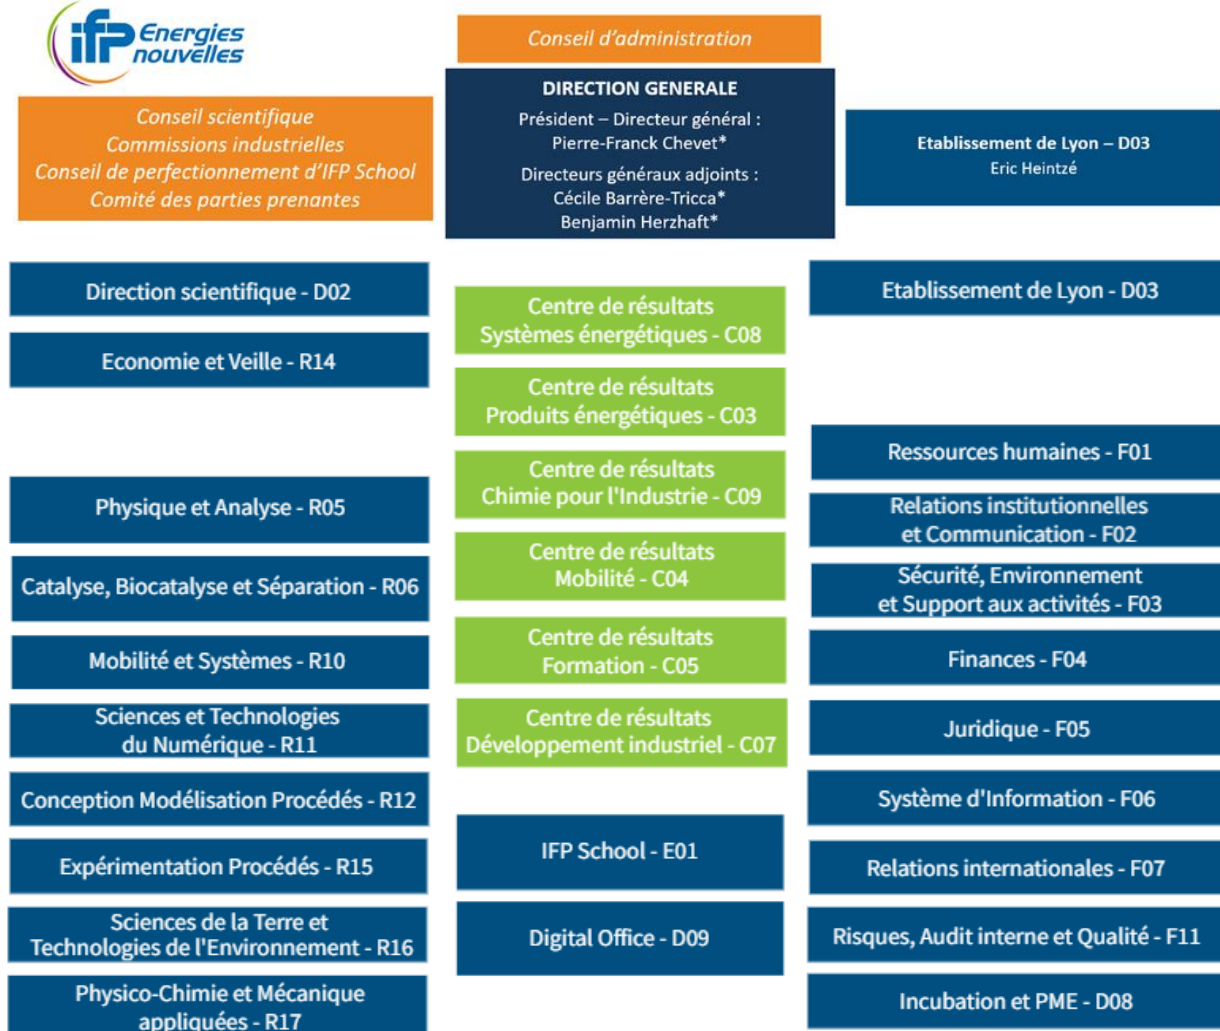 ifp Energies
nouvelles
Conseil d'administration
DIRECTION GENERALE
Président – Directeur général :
Pierre-Franck Chevet*
Directeurs généraux adjoints :
Cécile Barrère-Tricca*
Benjamin Herzhaft*
Conseil scientifique
Commissions industrielles
Conseil de perfectionnement d'IFP School
Comité des parties prenantes
Etablissement de Lyon – D03
Eric Heintzé
Direction scientifique - D02
Economie et Veille - R14
Physique et Analyse - R05
Catalyse, Biocatalyse et Séparation - R06
Mobilité et Systèmes - R10
Sciences et Technologies
du Numérique - R11
Conception Modélisation Procédés - R12
Expérimentation Procédés - R15
Sciences de la Terre et
Technologies de l'Environnement - R16
Physico-Chimie et Mécanique
appliquées - R17
Centre de résultats
Systèmes énergétiques - C08
Centre de résultats
Produits énergétiques - C03
Centre de résultats
Chimie pour l'Industrie - C09
Centre de résultats
Mobilité - C04
Centre de résultats
Formation - C05
Centre de résultats
Développement industriel - C07
IFP School - E01
Digital Office - D09
Etablissement de Lyon - D03
Ressources humaines - F01
Relations institutionnelles
et Communication - F02
Sécurité, Environnement
et Support aux activités - F03
Finances - F04
Juridique - F05
Système d'Information - F06
Relations internationales - F07
Risques, Audit interne et Qualité - F11
Incubation et PME - D08